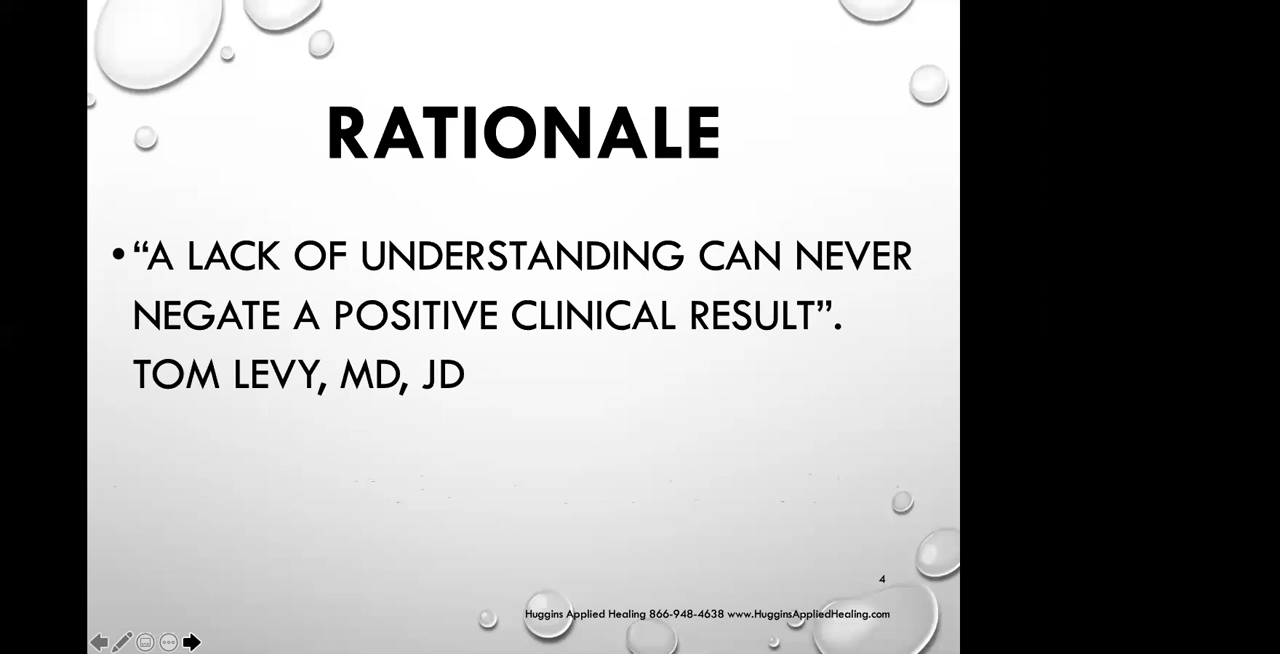 RATIONALE
• “A LACK OF UNDERSTANDING CAN NEVER
NEGATE A POSITIVE CLINICAL RESULT”.
TOM LEVY, MD, JD
4
Huggins Applied Healing 866-948-4638 www.HugginsAppliedHealing.com